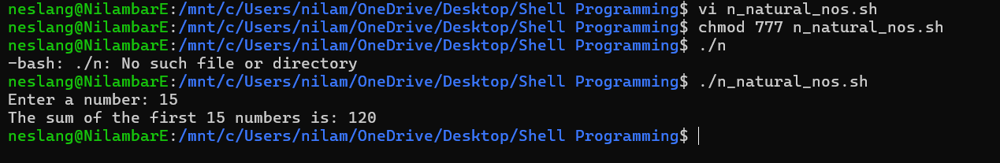 neslang@NilambarE:/mnt/c/Users/nilam/OneDrive/Desktop/Shell Programming$ vi n_natural_nos.sh
neslang@NilambarE:/mnt/c/Users/nilam/OneDrive/Desktop/Shell Programming$ chmod 777 n_natural_nos.sh
neslang@NilambarE:/mnt/c/Users/nilam/OneDrive/Desktop/Shell Programming$ ./n
-bash: ./n: No such file or directory
neslang@NilambarE:/mnt/c/Users/nilam/OneDrive/Desktop/Shell Programming$ ./n_natural_nos.sh
Enter a number: 15
The sum of the first 15 numbers is: 120
neslang@NilambarE:/mnt/c/Users/nilam/OneDrive/Desktop/Shell Programming$